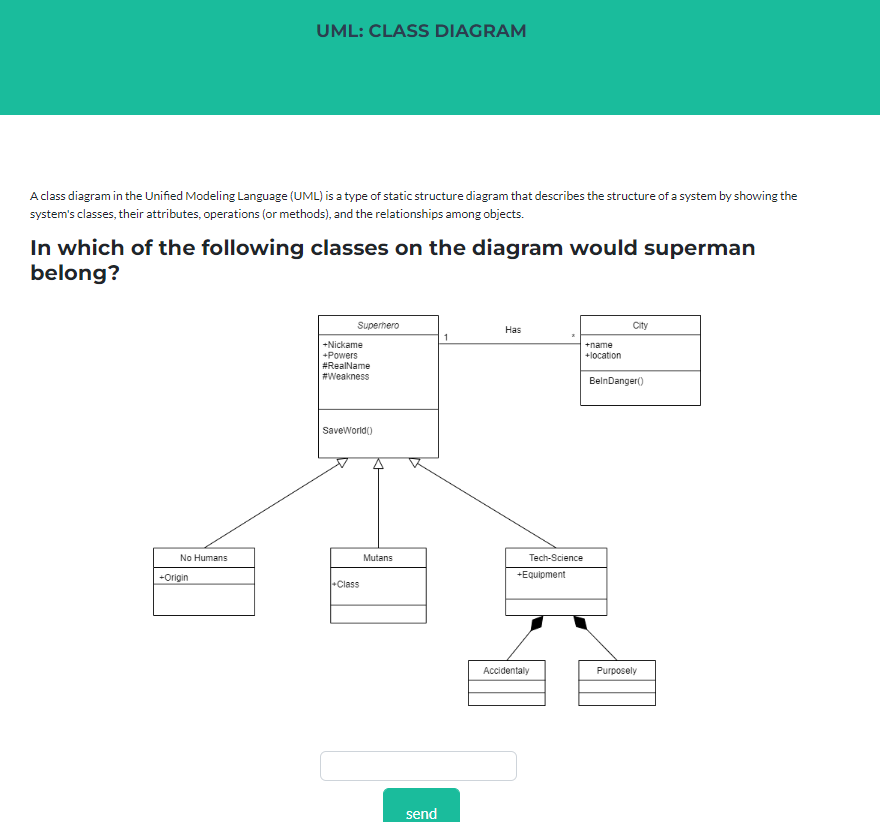 UML: CLASS DIAGRAM
A class diagram in the Unified Modeling Language (UML) is a type of static structure diagram that describes the structure of a system by showing the
system's classes, their attributes, operations (or methods), and the relationships among objects.
In which of the following classes on the diagram would superman
belong?
Superhero
+Nickame
+Powers
#RealName
#Weakness
SaveWorld()
1
Has
*
City
+name
+location
BeInDanger()
No Humans
+Origin
Mutans
+Class
Tech-Science
+Equipment
Accidentaly
Purposely
send